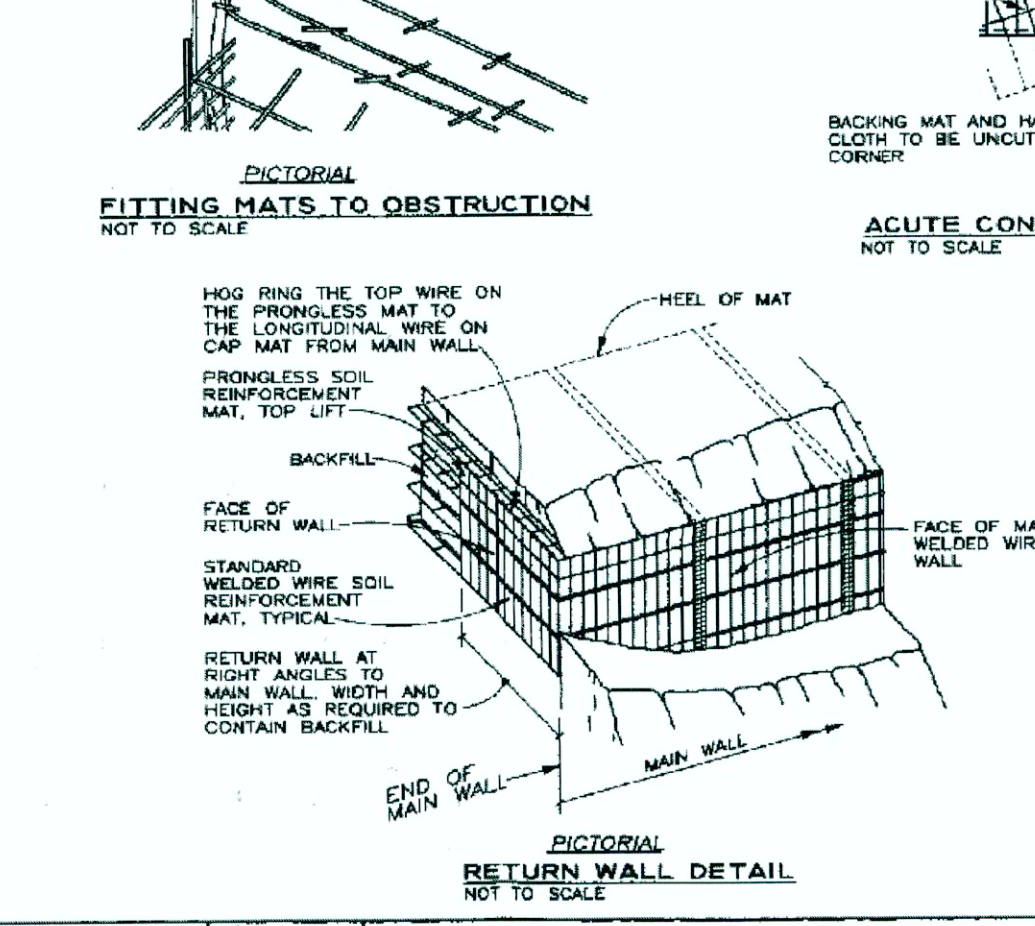 PICTORIAL
FITTING MATS TO OBSTRUCTION
NOT TO SCALE
BACKING MAT AND HA
CLOTH TO BE UNCUT
CORNER
ACUTE CON
NOT TO SCALE
HOG RING THE TOP WIRE ON
THE PRONGLESS MAT TO
THE LONGITUDINAL WIRE ON
CAP MAT FROM MAIN WALL
HEEL OF MAT
PRONGLESS SOIL
REINFORCEMENT
MAT, TOP LIFT
BACKFILL
FACE OF
RETURN WALL
STANDARD
WELDED WIRE SOIL
REINFORCEMENT
MAT, TYPICAL
RETURN WALL AT
RIGHT ANGLES TO
MAIN WALL. WIDTH AND
HEIGHT AS REQUIRED TO
CONTAIN BACKFILL
FACE OF MA
WELDED WIR
WALL
END OF
MAIN WALL
MAIN WALL
PICTORIAL
RETURN WALL DETAIL
NOT TO SCALE